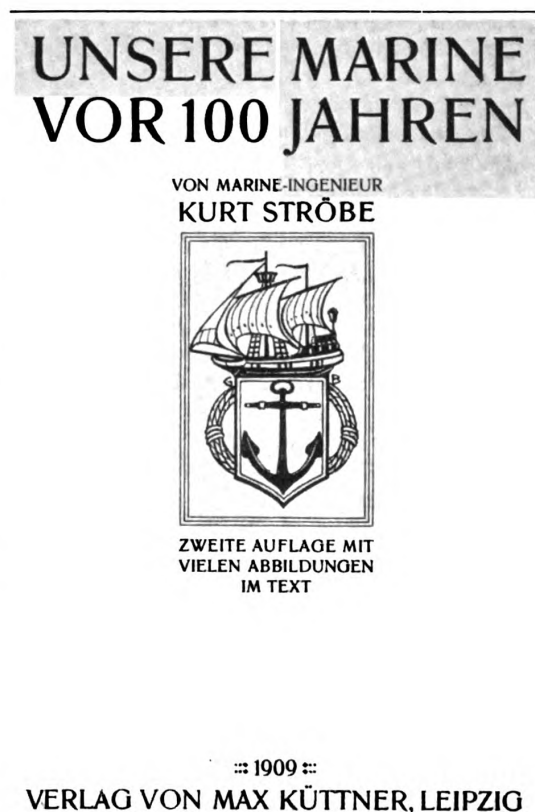 UNSERE MARINE
VOR 100 JAHREN
VON MARINE-INGENIEUR
KURT STRÖBE
G B
ZWEITE AUFLAGE MIT
VIELEN ABBILDUNGEN
IM TEXT
1909
VERLAG VON MAX KÜTTNER, LEIPZIG